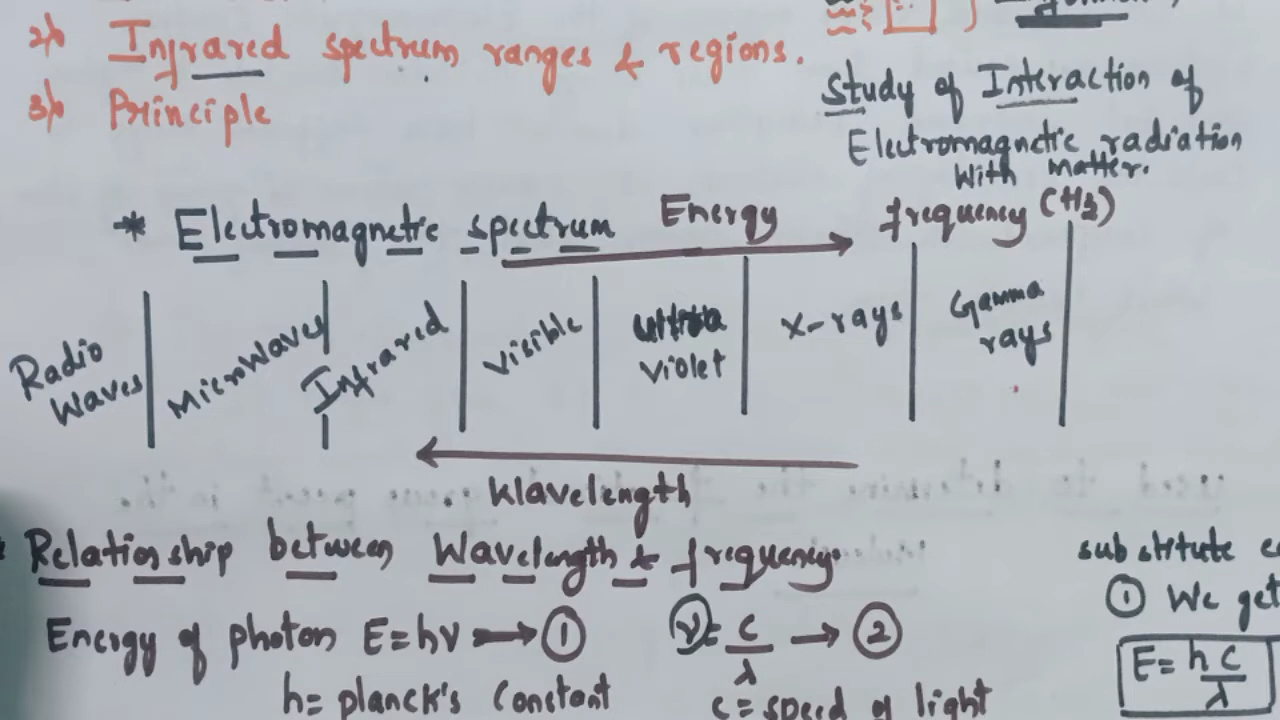 2) Infrared spectrum ranges & regions.
3) Principle
Study of Interaction of
Electromagnetic radiation
With matter.
* Electromagnetic spectrum
Energy
frequency (Hz)
Radio
Waves
Microwave
Infrared
Visible
ultra
violet
X-rays
Gamma
rays
Wavelength
Relationship between Wavelength & frequency.
Energy of photon E=hν → ①
ν = c/λ → ②
h= planck's Constant
c = speed of light
substitute
① We get
E = hc/λ